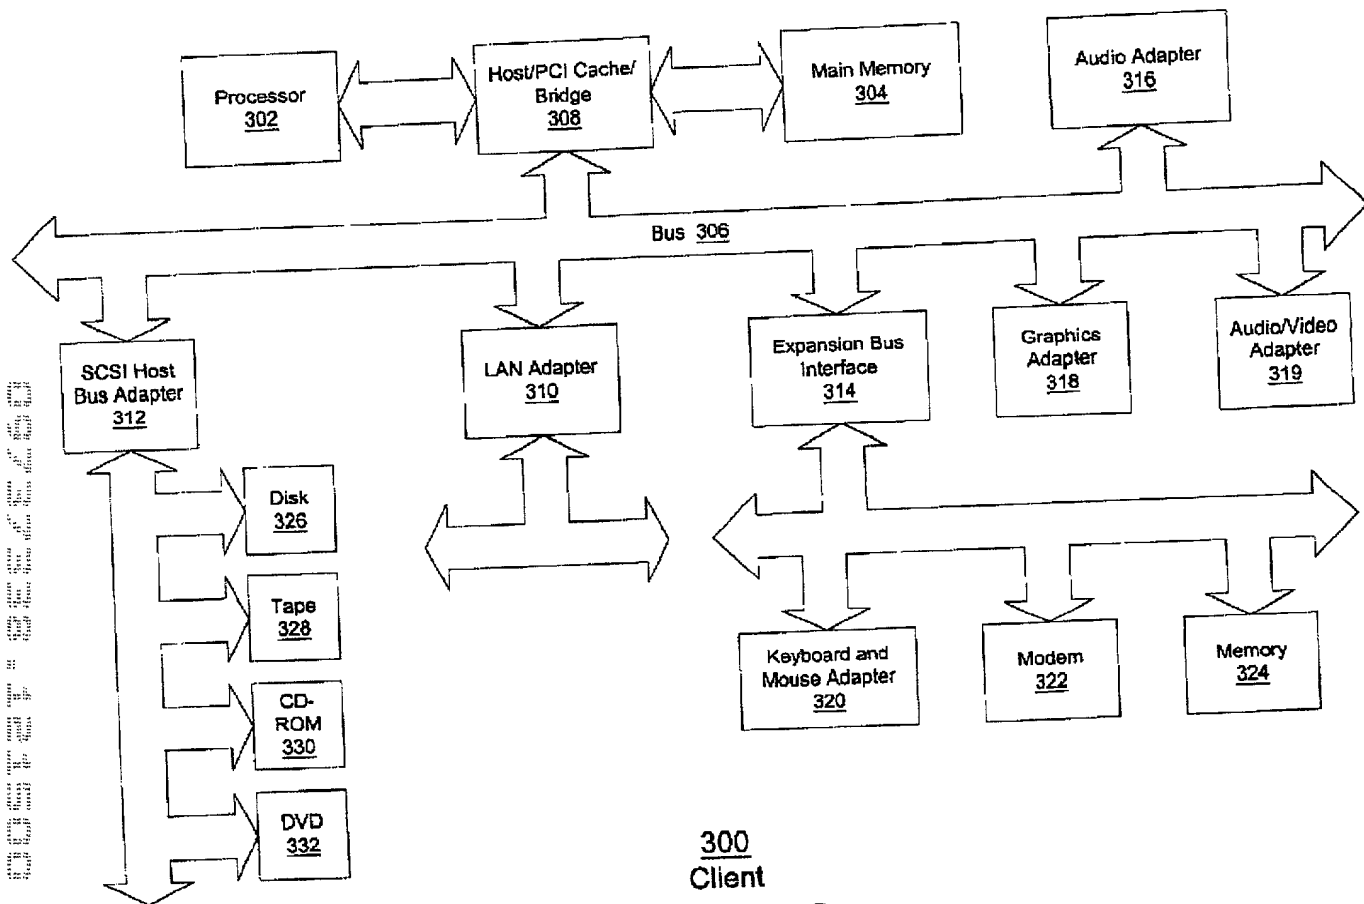 Processor
302
Host/PCI Cache/
Bridge
308
Main Memory
304
Audio Adapter
316
Bus 306
SCSI Host
Bus Adapter
312
LAN Adapter
310
Expansion Bus
Interface
314
Graphics
Adapter
318
Audio/Video
Adapter
319
Disk
326
Tape
328
CD-
ROM
330
DVD
332
Keyboard and
Mouse Adapter
320
Modem
322
Memory
324
300
Client